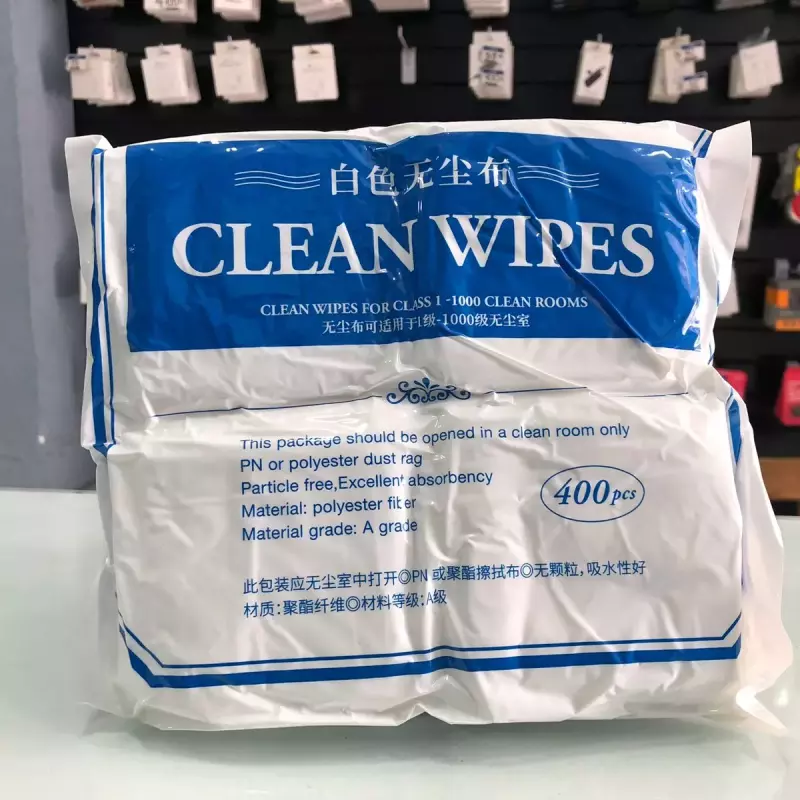 白色无尘布
CLEAN WIPES
CLEAN WIPES FOR CLASS 1 -1000 CLEAN ROOMS
无尘布可适用于1级-1000级无尘室
This package should be opened in a clean room only
PN or polyester dust rag
Particle free,Excellent absorbency
Material: polyester fiber
Material grade: A grade
400pcs
此包装应无尘室中打开◎PN 或聚酯擦拭布◎无颗粒，吸水性好
材质：聚酯纤维◎材料等级：A级